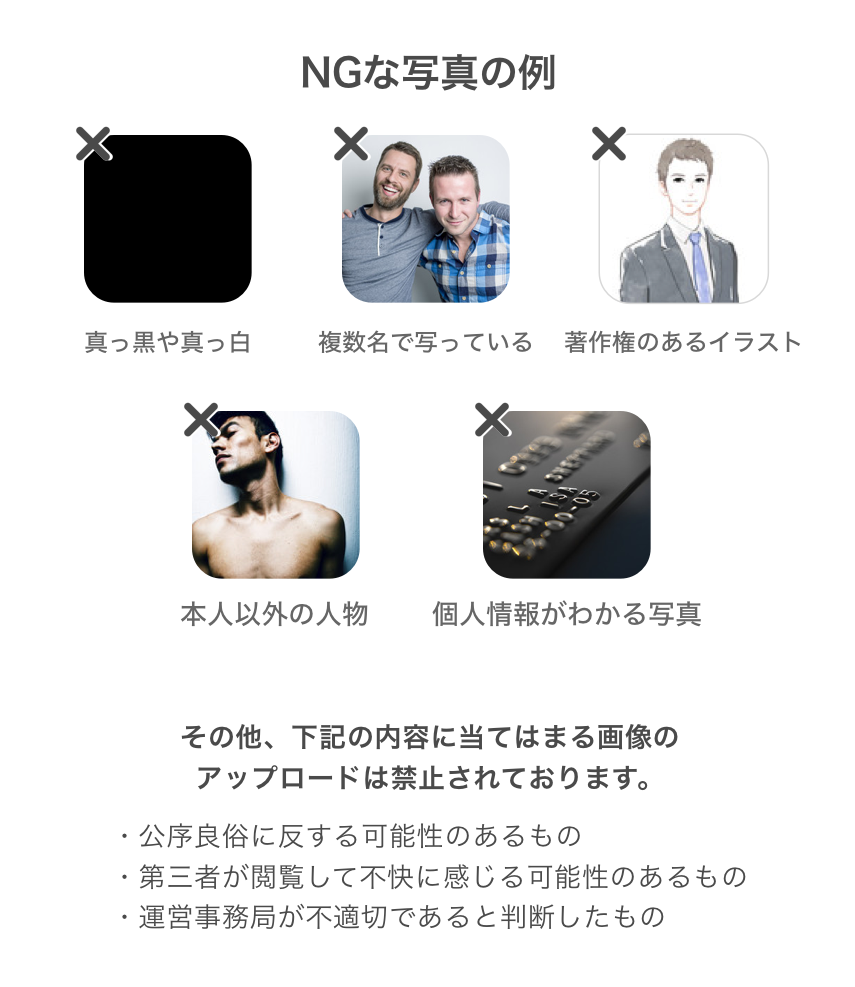 NGな写真の例
真っ黒や真っ白
複数名で写っている
著作権のあるイラスト
本人以外の人物
個人情報がわかる写真
その他、下記の内容に当てはまる画像の
アップロードは禁止されております。
・公序良俗に反する可能性のあるもの
・第三者が閲覧して不快に感じる可能性のあるもの
・運営事務局が不適切であると判断したもの